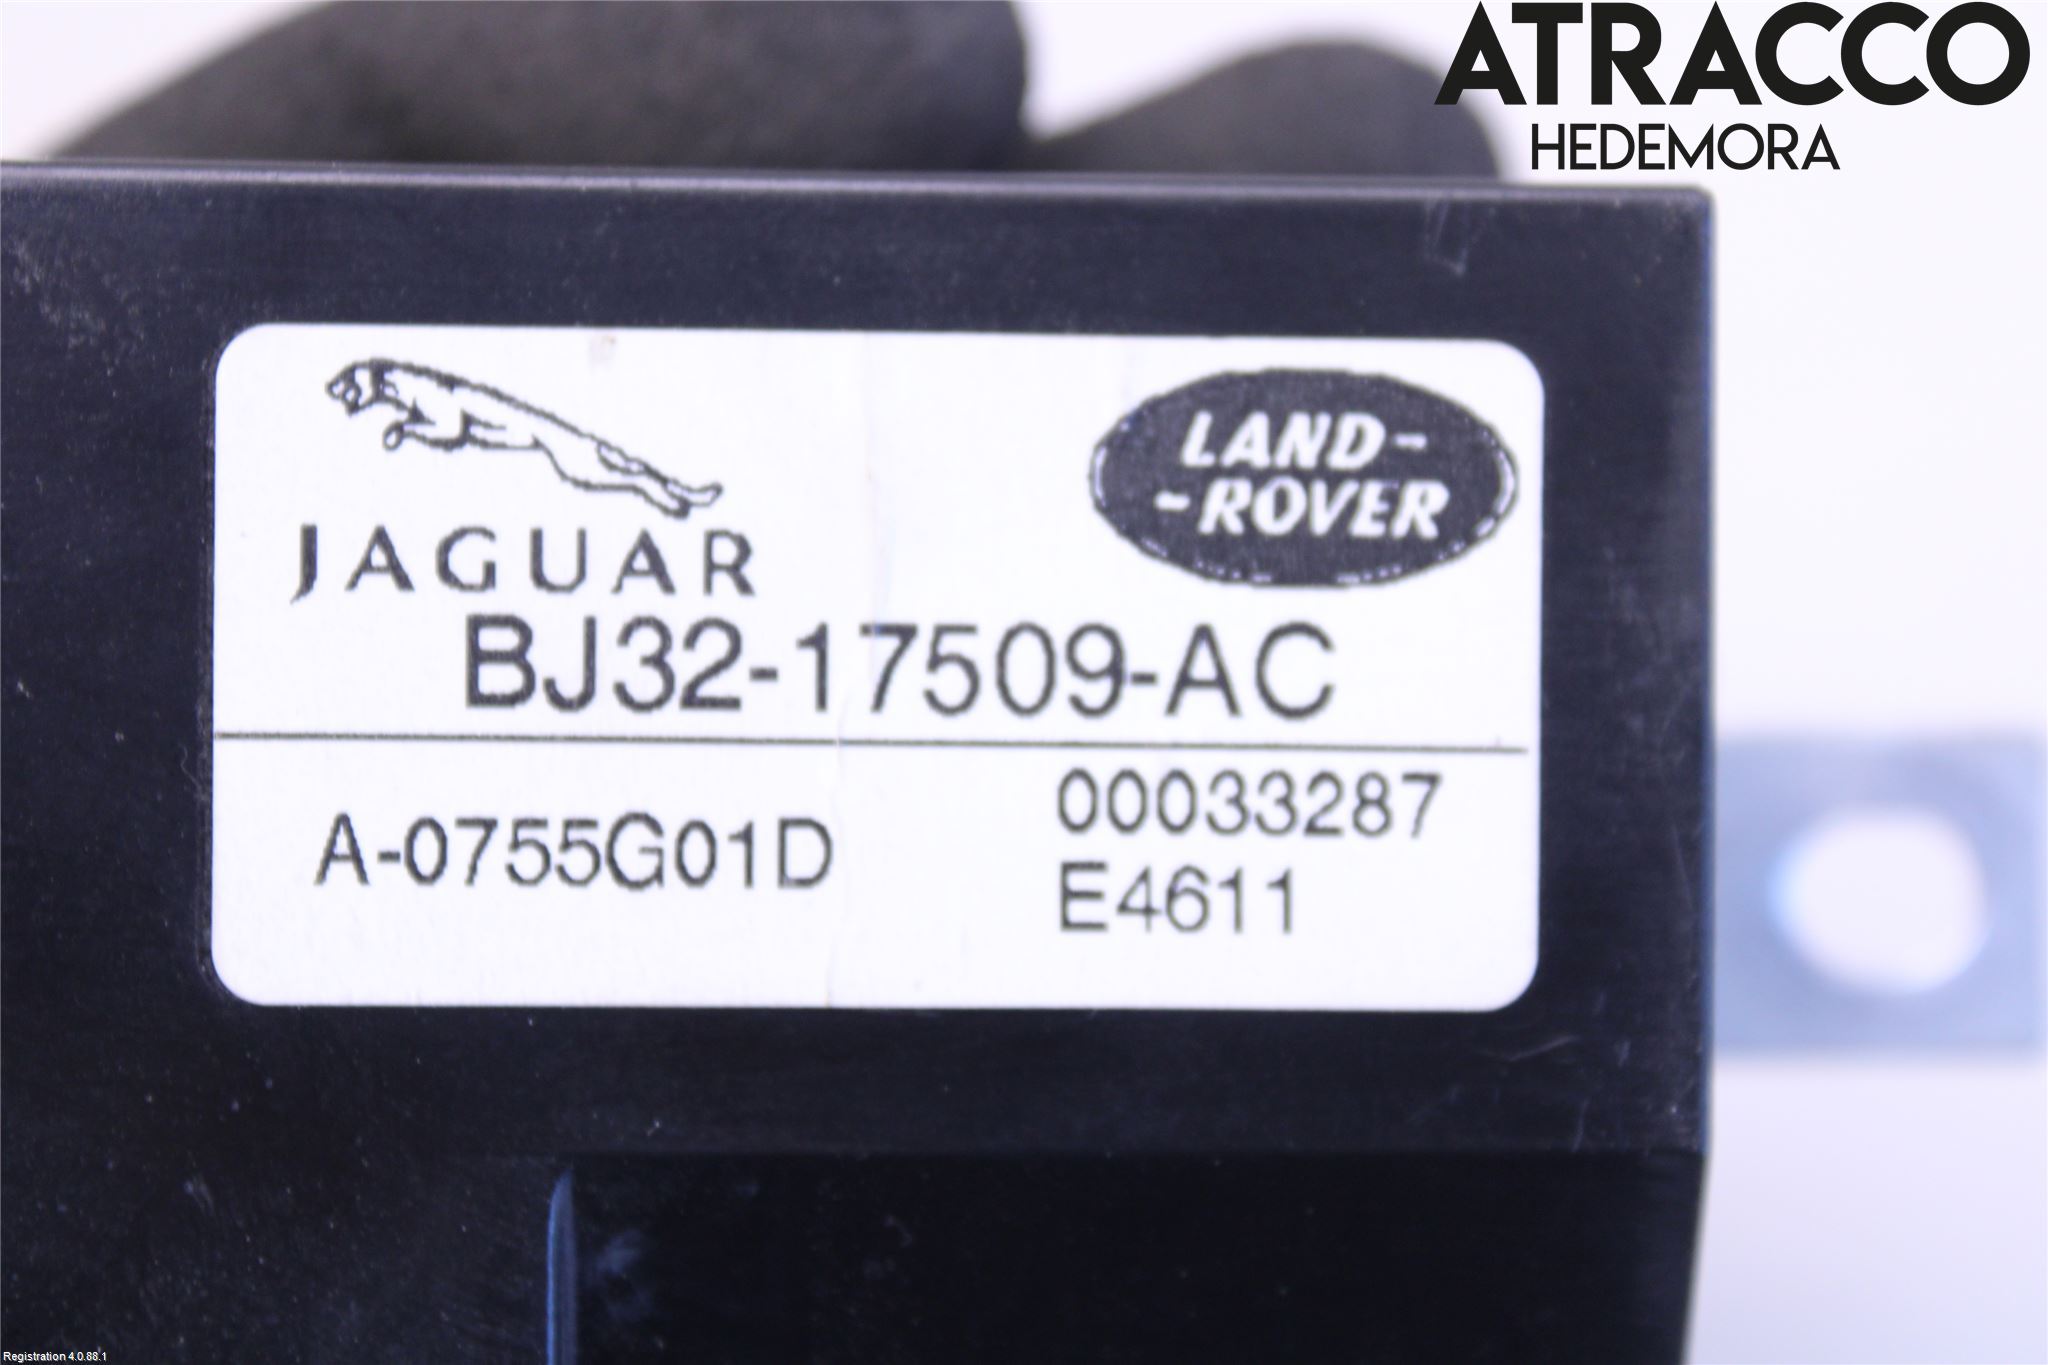 ATRACCO
HEDEMORA
LAND-
-ROVER
JAGUAR
BJ32-17509-AC
A-0755G01D
00033287
E4611
Registration 4.0.88.1